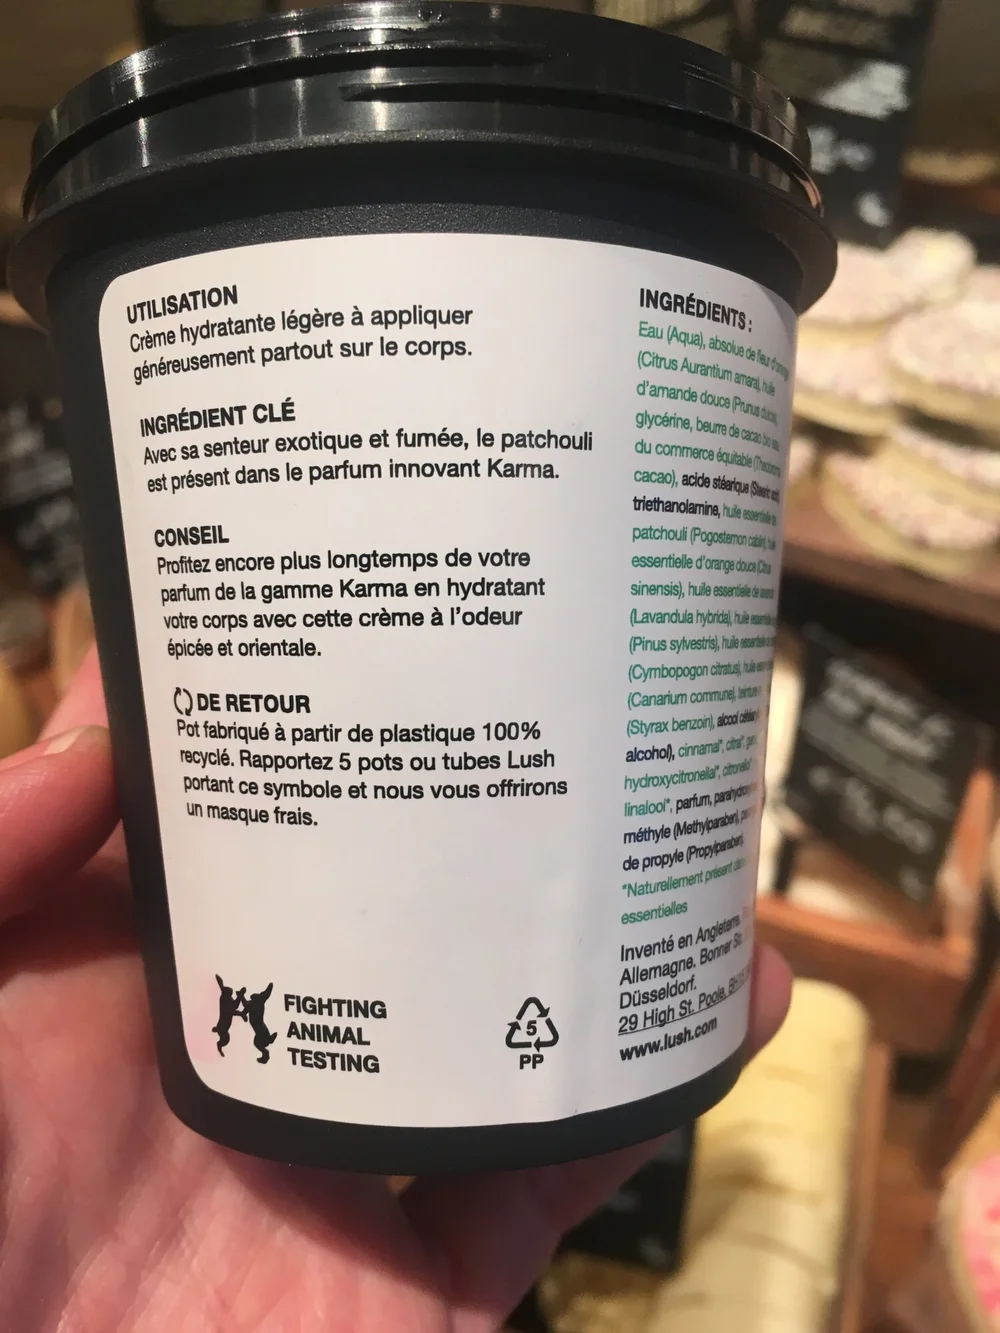 UTILISATION
Crème hydratante légère à appliquer
généreusement partout sur le corps.
INGRÉDIENT CLÉ
Avec sa senteur exotique et fumée, le patchouli
est présent dans le parfum innovant Karma.
CONSEIL
Profitez encore plus longtemps de votre
parfum de la gamme Karma en hydratant
votre corps avec cette crème à l'odeur
épicée et orientale.
DE RETOUR
Pot fabriqué à partir de plastique 100%
recyclé. Rapportez 5 pots ou tubes Lush
portant ce symbole et nous vous offrirons
un masque frais.
FIGHTING
ANIMAL
TESTING
5
PP
INGRÉDIENTS :
Eau (Aqua), absolue de fleur
(Citrus Aurantium amara), huile
d'amande douce (Prunus
glycérine, beurre de cacao bio
du commerce équitable
cacao), acide stéarique
triethanolamine, huile essentielle de
patchouli (Pogostemon cablin),
essentielle d'orange douce
sinensis), huile essentielle de
(Lavandula hybrida), huile
(Pinus sylvestris), huile essentielle
(Cymbopogon citratus), huile
(Canarium commune),
(Styrax benzoin), alcool
alcohol), cinnamal*, citral*,
hydroxycitronellal*,
linalool*, parfum,
méthyle (Methylparaben),
de propyle (Propylparaben).
*Naturellement présent
essentielles
Inventé en Angleterre.
Allemagne. Bonner
Düsseldorf.
29 High St. Poole,
www.lush.com